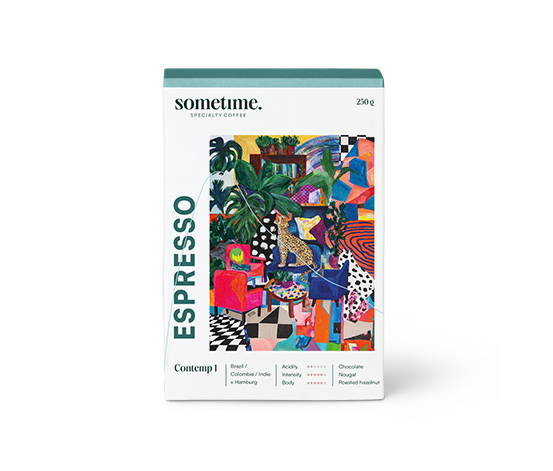 sometime.
SPECIALTY COFFEE
250 g
ESPRESSO
Contemp 1
Brazil /
Colombia / India
x Hamburg
Acidity
Intensity
Body
Chocolate
Nougat
Roasted hazelnut